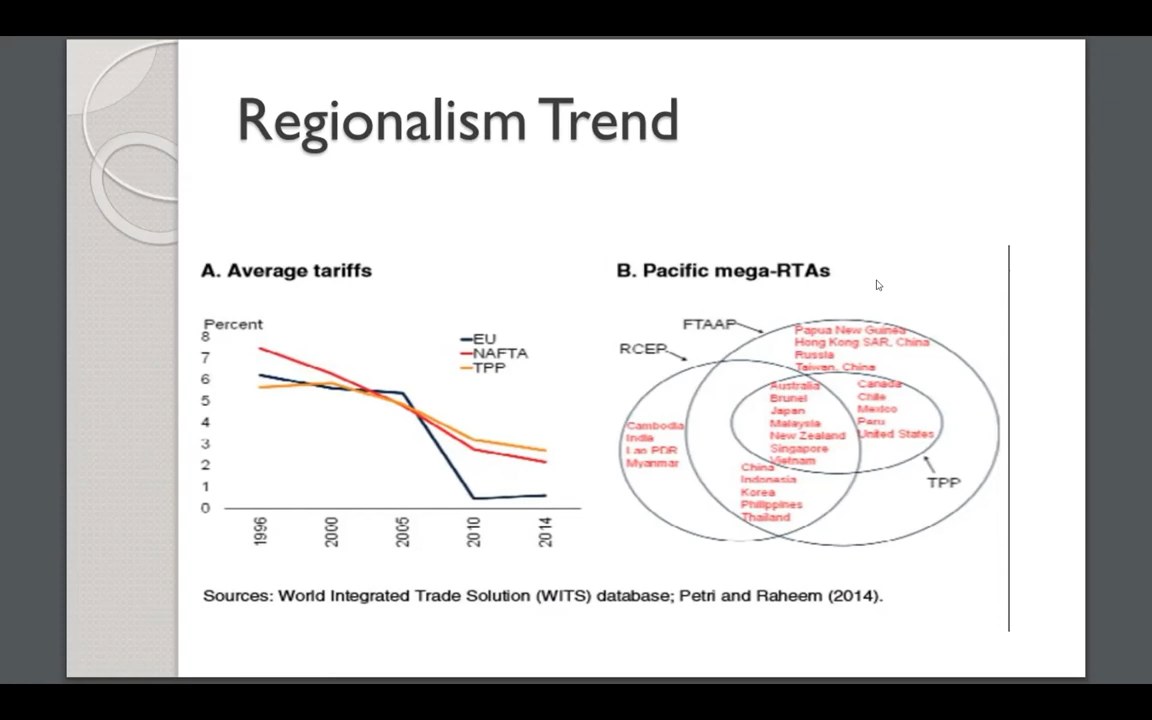 Regionalism Trend
A. Average tariffs
Percent
8
7
6
5
4
3
2
1
0
EU
NAFTA
TPP
1996
2000
2005
2010
2014
B. Pacific mega-RTAs
FTAAP
RCEP
Papua New Guinea
Hong Kong SAR, China
Russia
Taiwan, China
Australia
Brunei
Japan
Malaysia
New Zealand
Singapore
Vietnam
Canada
Chile
Mexico
Peru
United States
Cambodia
India
Lao PDR
Myanmar
China
Indonesia
Korea
Philippines
Thailand
TPP
Sources: World Integrated Trade Solution (WITS) database; Petri and Raheem (2014).